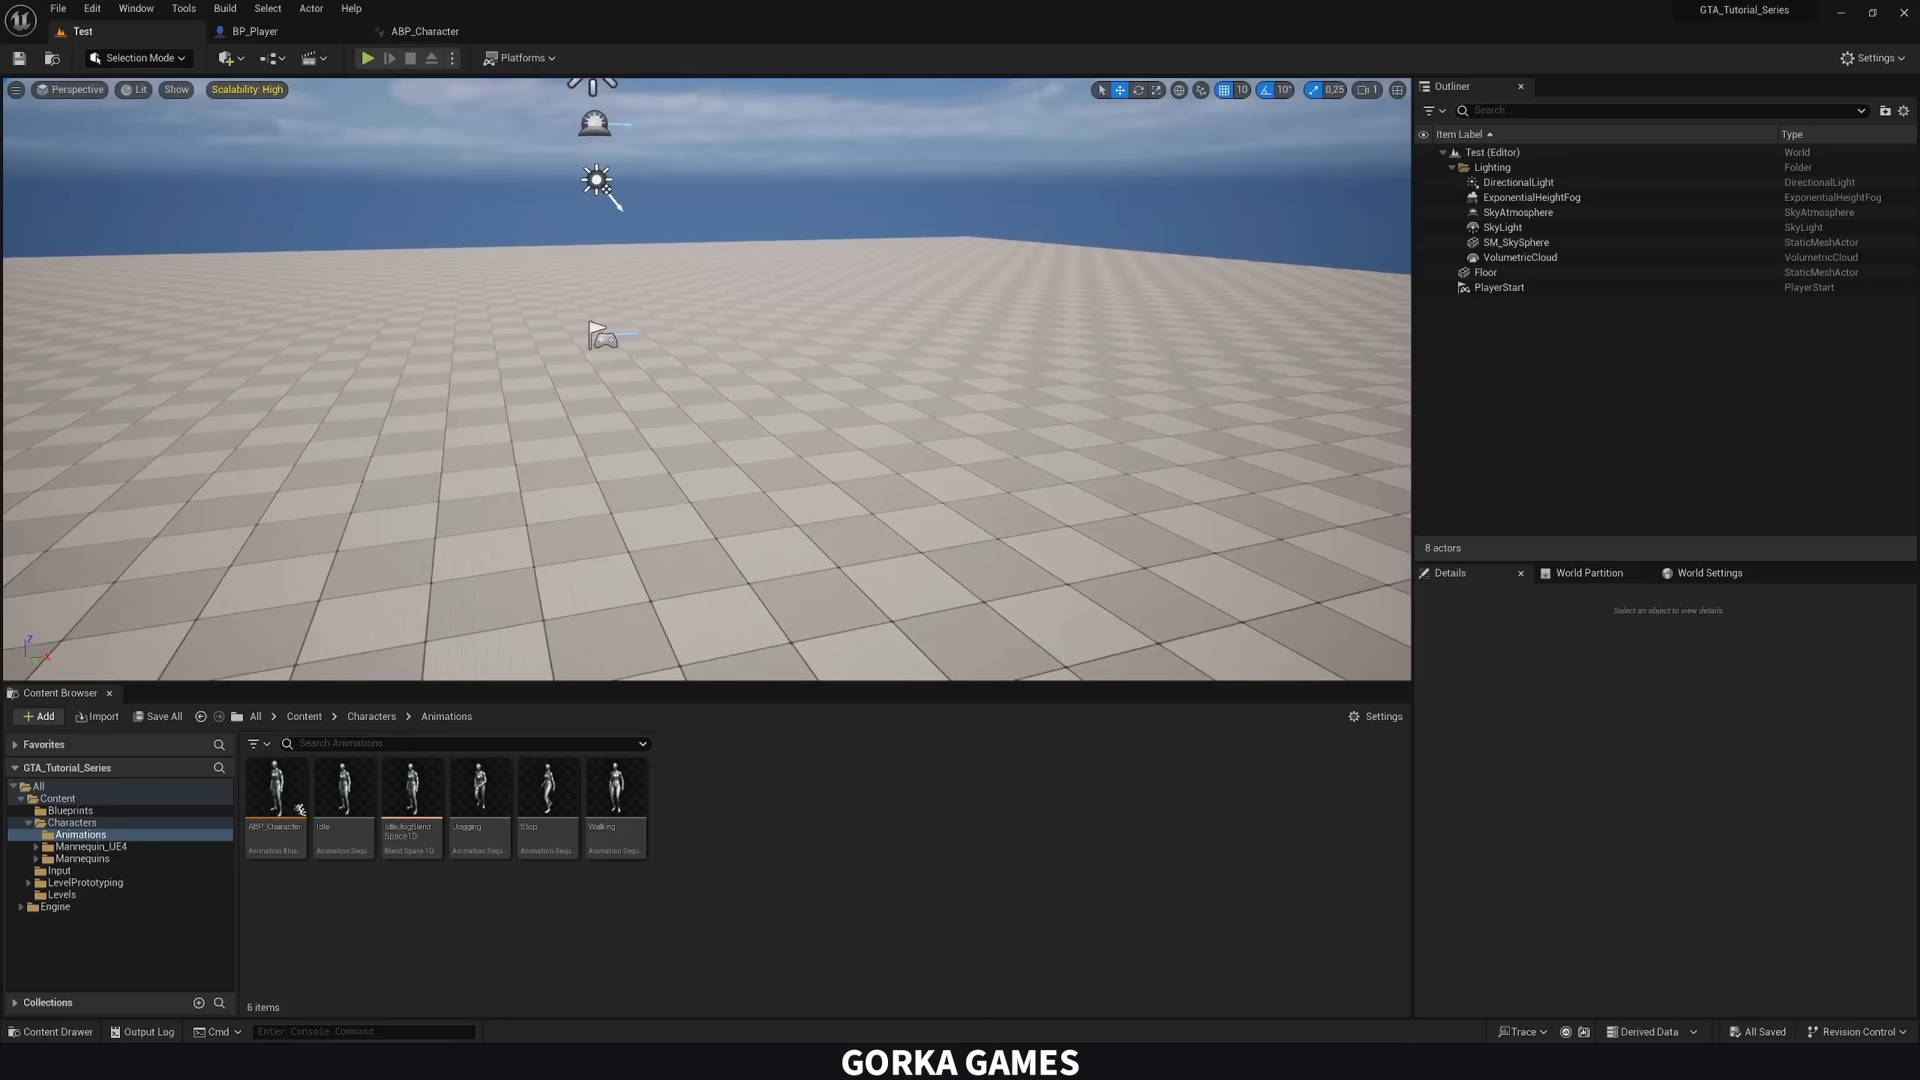 File Edit Window Tools Build Select Actor Help
GTA_Tutorial_Series
Test
BP_Player
ABP_Character
Selection Mode
Platforms
Settings
Perspective
Lit
Show
Scalability: High
10
10°
0,25
1
Z
X
Y
Outliner
Search...
Item Label
Type
Test (Editor)
World
Lighting
Folder
DirectionalLight
DirectionalLight
ExponentialHeightFog
ExponentialHeightFog
SkyAtmosphere
SkyAtmosphere
SkyLight
SkyLight
SM_SkySphere
StaticMeshActor
VolumetricCloud
VolumetricCloud
Floor
StaticMeshActor
PlayerStart
PlayerStart
8 actors
Details
World Partition
World Settings
Select an object to view details.
Content Browser
Add
Import
Save All
All
Content
Characters
Animations
Settings
Favorites
GTA_Tutorial_Series
All
Content
Blueprints
Characters
Animations
Mannequin_UE4
Mannequins
Input
LevelPrototyping
Levels
Engine
Collections
Search Animations
ABP_Character
Animation Blue...
Idle
Animation Sequ...
IdleJogBlend
Space1D
Blend Space 1D
Jogging
Animation Sequ...
Stop
Animation Sequ...
Walking
Animation Sequ...
6 items
Content Drawer
Output Log
Cmd
Enter Console Command
Trace
Derived Data
All Saved
Revision Control
GORKA GAMES